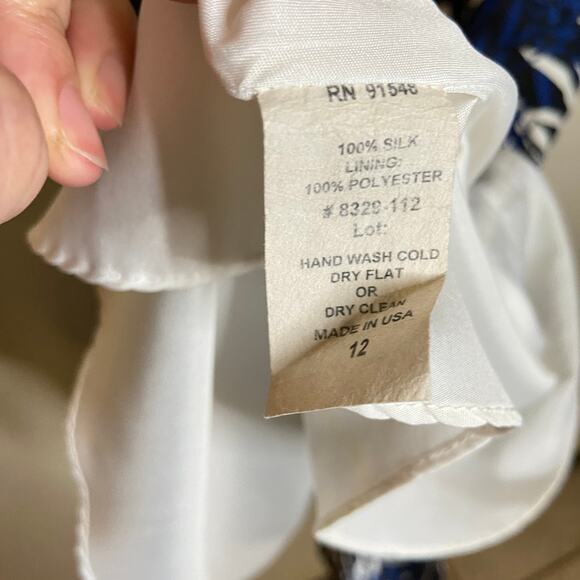 RN 91548
100% SILK
LINING:
100% POLYESTER
# 8329-112
Lot:
HAND WASH COLD
DRY FLAT
OR
DRY CLEAN
MADE IN USA
12